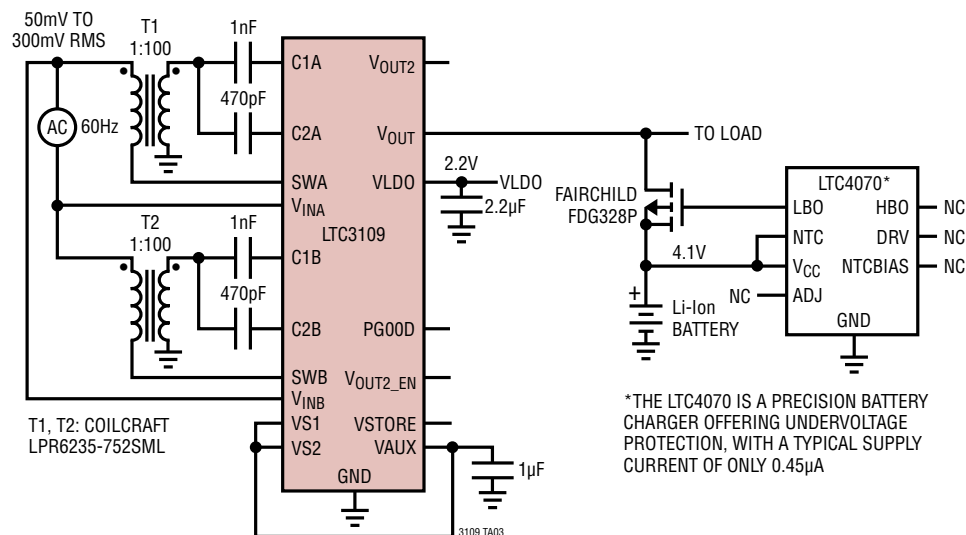 50mV TO
300mV RMS
T1
1:100
1nF
470pF
AC
60Hz
T2
1:100
1nF
470pF
T1, T2: COILCRAFT
LPR6235-752SML
C1A
C2A
SWA
VINA
LTC3109
C1B
C2B
SWB
VINB
VS1
VS2
GND
VOUT2
VOUT
VLDO
PG00D
VOUT2_EN
VSTORE
VAUX
2.2V
VLDO
2.2µF
1µF
TO LOAD
FAIRCHILD
FDG328P
4.1V
+
Li-Ion
BATTERY
NC
LTC4070*
LBO
NTC
VCC
ADJ
HBO
DRV
NTCBIAS
GND
NC
NC
NC
*THE LTC4070 IS A PRECISION BATTERY
CHARGER OFFERING UNDERVOLTAGE
PROTECTION, WITH A TYPICAL SUPPLY
CURRENT OF ONLY 0.45µA
3109 TA03